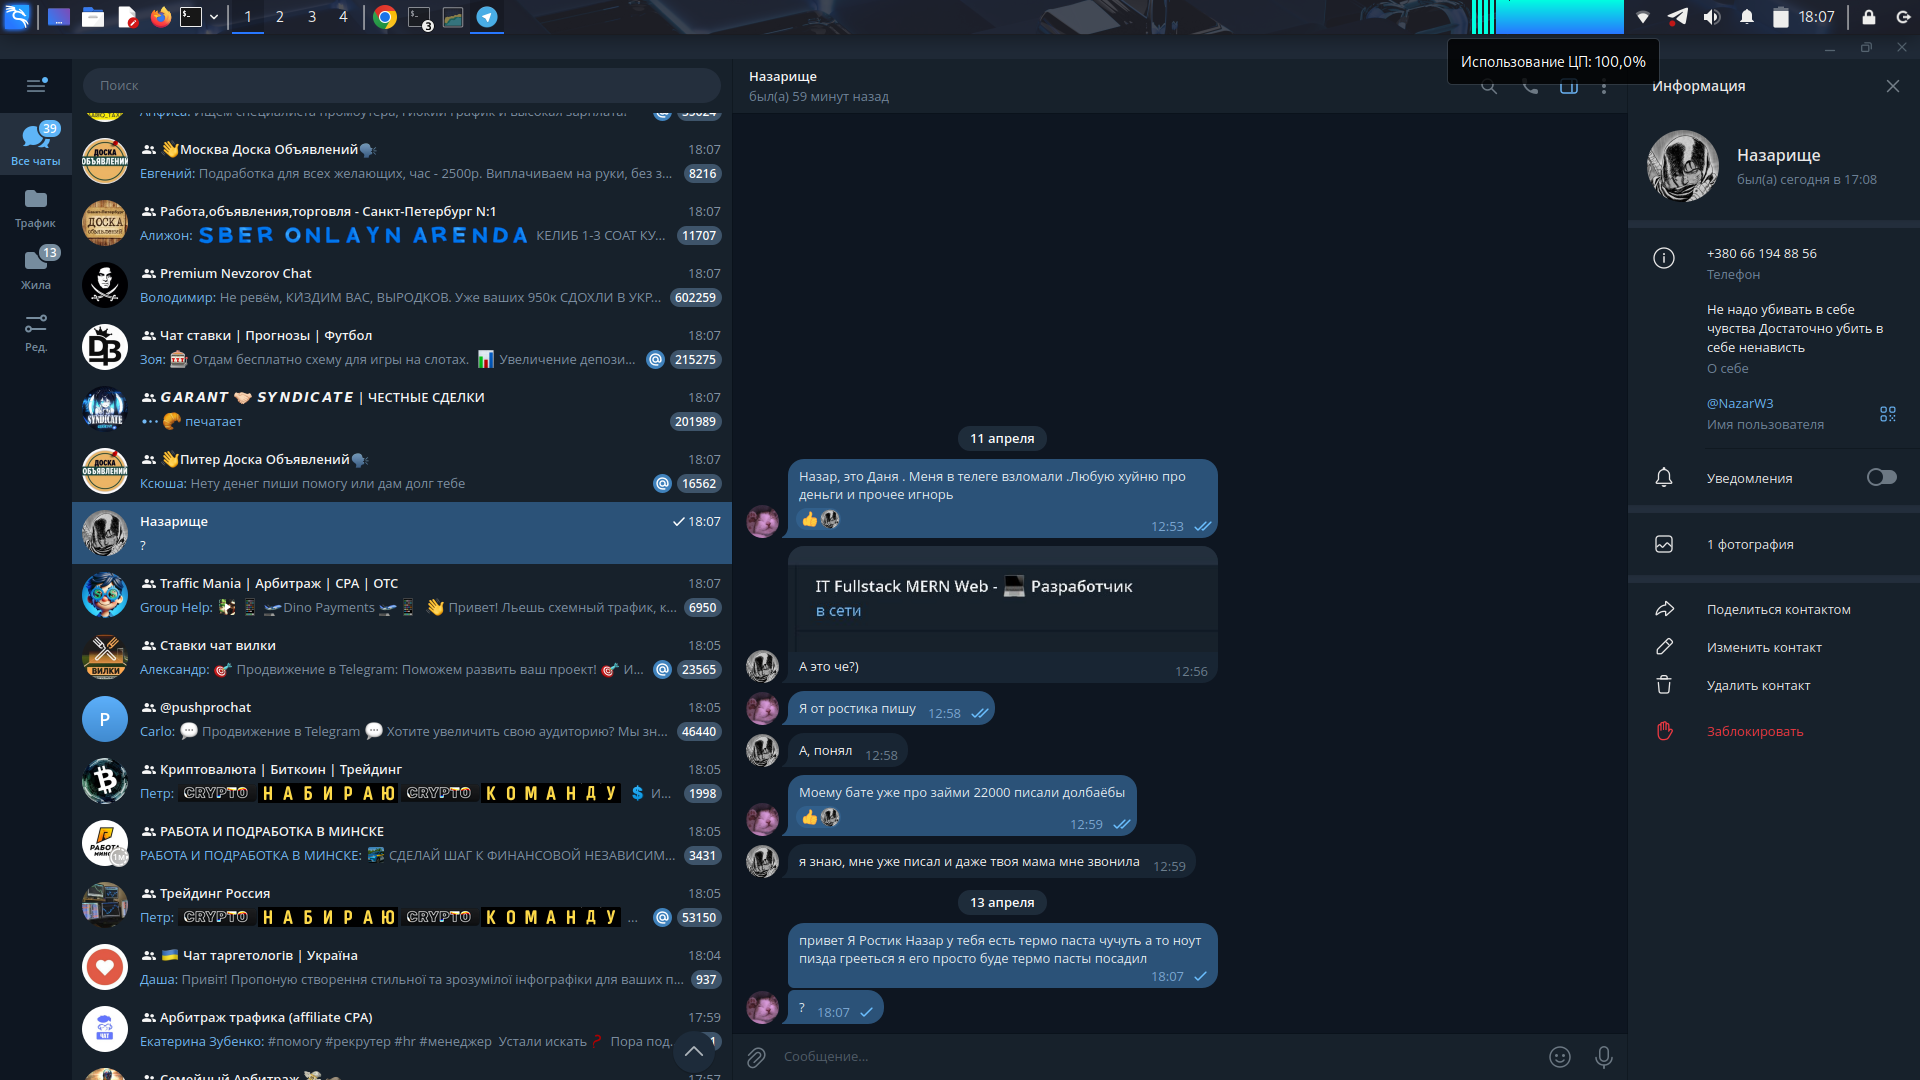 1 2 3 4
3
18:07
Использование ЦП: 100,0%
Поиск
39
Все чаты
Трафик
13
Жила
Ред.
👋Москва Доска Объявлений🗣 18:07
Евгений: Подработка для всех желающих, час - 2500р. Виплачиваем на руки, без з... 8216
Работа,объявления,торговля - Санкт-Петербург N:1 18:07
Алижон: SBER ONLAYN ARENDA КЕЛИБ 1-3 СОАТ КУ... 11707
Premium Nevzorov Chat 18:07
Володимир: Не ревём, КИЗДИМ ВАС, ВЫРОДКОВ. Уже ваших 950к СДОХЛИ В УКР... 602259
Чат ставки | Прогнозы | Футбол 18:07
Зоя: 🎰 Отдам бесплатно схему для игры на слотах. 📊 Увеличение депози... @ 215275
GARANT 🤝 SYNDICATE | ЧЕСТНЫЕ СДЕЛКИ 18:07
🥐 печатает 201989
👋Питер Доска Объявлений🗣 18:07
Ксюша: Нету денег пиши помогу или дам долг тебе @ 16562
Назарище 18:07
?
Traffic Mania | Арбитраж | CPA | ОТС 18:07
Group Help: Dino Payments 👋 Привет! Льешь схемный трафик, к... 6950
Ставки чат вилки 18:05
Александр: 🎯 Продвижение в Telegram: Поможем развить ваш проект! 🎯 И... @ 23565
P
@pushprochat 18:05
Carlo: 💬 Продвижение в Telegram 💬 Хотите увеличить свою аудиторию? Мы зн... 46440
Криптовалюта | Биткоин | Трейдинг 18:05
Петр: CRYPTO НАБИРАЮ CRYPTO КОМАНДУ 💲 И... 1998
РАБОТА И ПОДРАБОТКА В МИНСКЕ 18:05
РАБОТА И ПОДРАБОТКА В МИНСКЕ: СДЕЛАЙ ШАГ К ФИНАНСОВОЙ НЕЗАВИСИМ... 3431
Трейдинг Россия 18:05
Петр: CRYPTO НАБИРАЮ CRYPTO КОМАНДУ ... @ 53150
🇺🇦 Чат таргетологів | Україна 18:04
Даша: Привіт! Пропоную створення стильної та зрозумілої інфографіки для ваших п... 937
Арбитраж трафика (affiliate CPA) 17:59
Екатерина Зубенко: #помогу #рекрутер #hr #менеджер Устали искать ❓ Пора под...
Семейный Арбитраж 17:57
Назарище
был(а) 59 минут назад
11 апреля
Назар, это Даня . Меня в телеге взломали .Любую хуйню про
деньги и прочее игнорь
👍 12:53
IT Fullstack MERN Web - 💻 Разработчик
в сети
А это че?) 12:56
Я от ростика пишу 12:58
А, понял 12:58
Моему бате уже про займи 22000 писали долбаёбы
👍 12:59
я знаю, мне уже писал и даже твоя мама мне звонила 12:59
13 апреля
привет Я Ростик Назар у тебя есть термо паста чучуть а то ноут
пизда грееться я его просто буде термо пасты посадил
18:07
? 18:07
Сообщение...
Информация
Назарище
был(а) сегодня в 17:08
+380 66 194 88 56
Телефон
Не надо убивать в себе
чувства Достаточно убить в
себе ненависть
О себе
@NazarW3
Имя пользователя
Уведомления
1 фотография
Поделиться контактом
Изменить контакт
Удалить контакт
Заблокировать